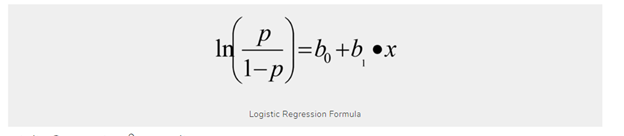 ln(p/1−p)=b₀+b₁•x
Logistic Regression Formula